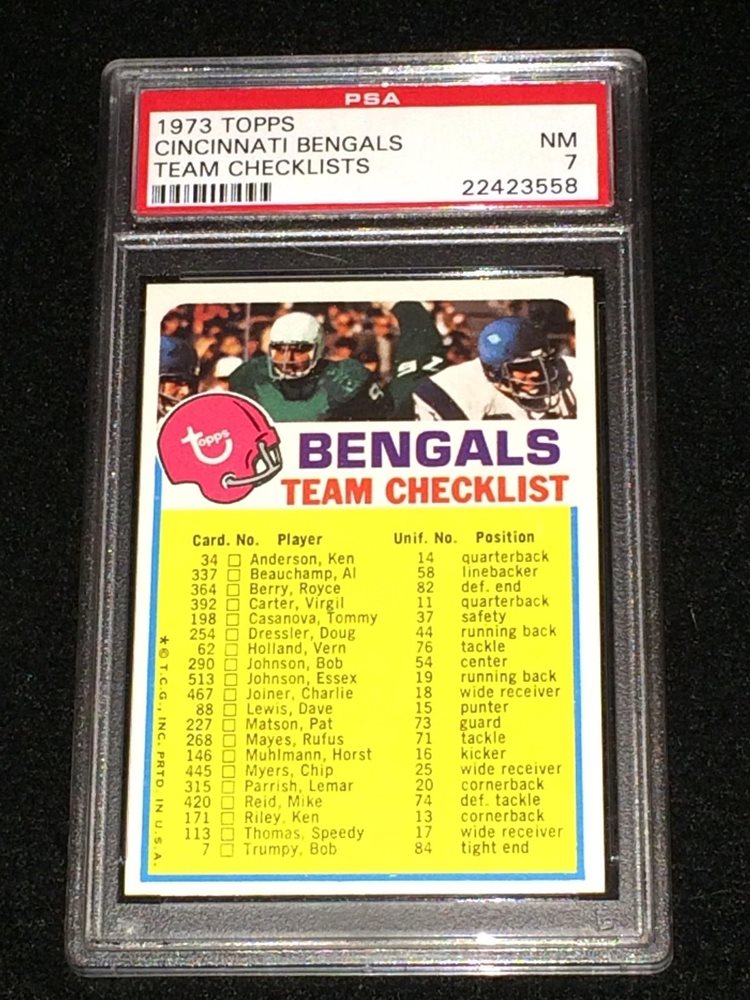 PSA
1973 TOPPS
CINCINNATI BENGALS NM
TEAM CHECKLISTS 7
22423558
topps
BENGALS
TEAM CHECKLIST
Card. No. Player Unif. No. Position
34 Anderson, Ken 14 quarterback
337 Beauchamp, Al 58 linebacker
364 Berry, Royce 82 def. end
392 Carter, Virgil 11 quarterback
198 Casanova, Tommy 37 safety
254 Dressler, Doug 44 running back
62 Holland, Vern 76 tackle
290 Johnson, Bob 54 center
513 Johnson, Essex 19 running back
467 Joiner, Charlie 18 wide receiver
88 Lewis, Dave 15 punter
227 Matson, Pat 73 guard
268 Mayes, Rufus 71 tackle
146 Muhlmann, Horst 16 kicker
445 Myers, Chip 25 wide receiver
315 Parrish, Lemar 20 cornerback
420 Reid, Mike 74 def. tackle
171 Riley, Ken 13 cornerback
113 Thomas, Speedy 17 wide receiver
7 Trumpy, Bob 84 tight end
* © T.C.G., INC. PRTD. IN U.S.A.